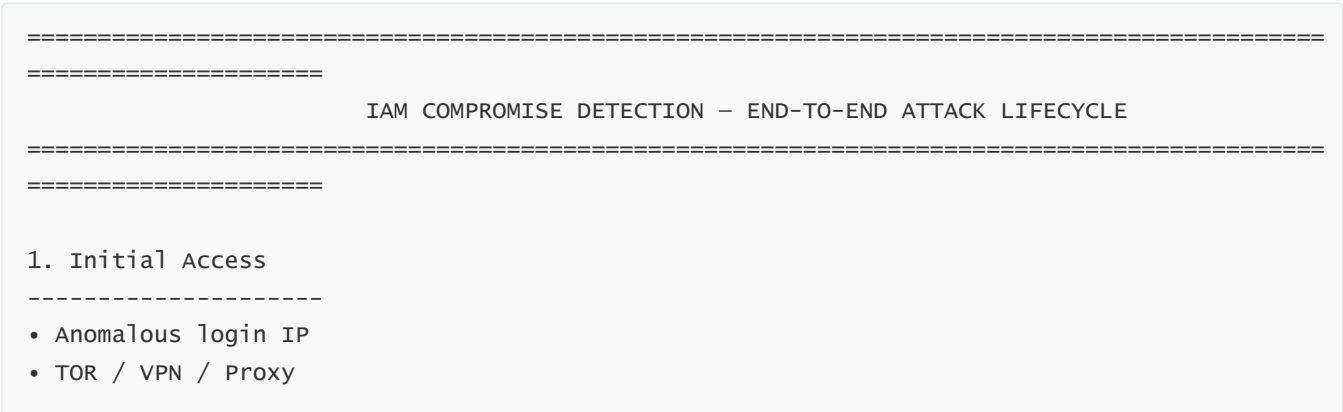 ============================================================================================
=====================
IAM COMPROMISE DETECTION – END-TO-END ATTACK LIFECYCLE
============================================================================================
=====================
1. Initial Access
---------------------
• Anomalous login IP
• TOR / VPN / Proxy